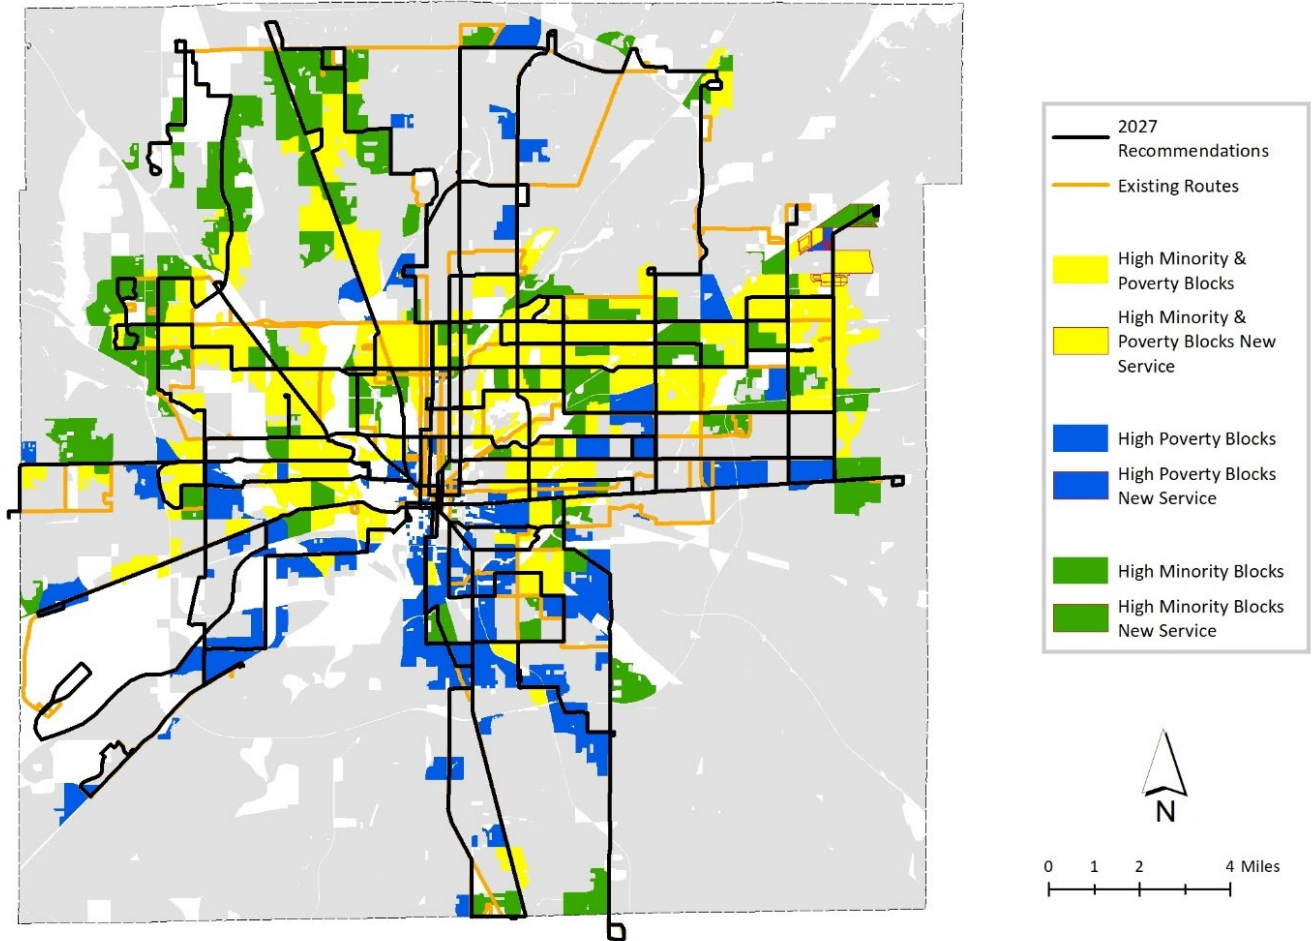 2027
Recommendations
Existing Routes
High Minority &
Poverty Blocks
High Minority &
Poverty Blocks New
Service
High Poverty Blocks
High Poverty Blocks
New Service
High Minority Blocks
High Minority Blocks
New Service
N
0 1 2 4 Miles